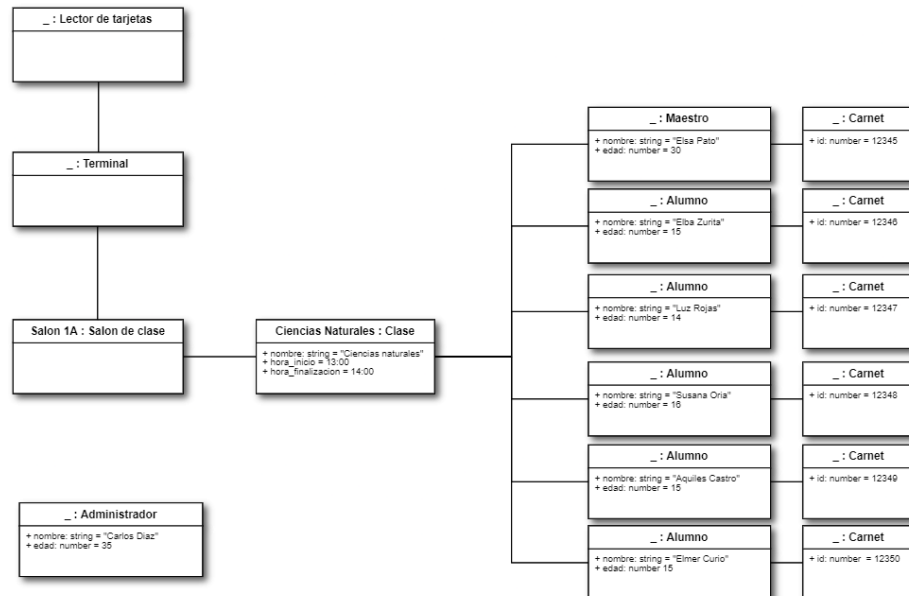 _ : Lector de tarjetas
_ : Terminal
Salon 1A : Salon de clase
Ciencias Naturales : Clase
+ nombre: string = "Ciencias naturales"
+ hora_inicio = 13:00
+ hora_finalizacion = 14:00
_ : Administrador
+ nombre: string = "Carlos Diaz"
+ edad: number = 35
_ : Maestro
+ nombre: string = "Elsa Pato"
+ edad: number = 30
_ : Carnet
+ id: number = 12345
_ : Alumno
+ nombre: string = "Elba Zurita"
+ edad: number = 15
_ : Carnet
+ id: number = 12346
_ : Alumno
+ nombre: string = "Luz Rojas"
+ edad: number = 14
_ : Carnet
+ id: number = 12347
_ : Alumno
+ nombre: string = "Susana Oria"
+ edad: number = 16
_ : Carnet
+ id: number = 12348
_ : Alumno
+ nombre: string = "Aquiles Castro"
+ edad: number = 15
_ : Carnet
+ id: number = 12349
_ : Alumno
+ nombre: string = "Elmer Curio"
+ edad: number 15
_ : Carnet
+ id: number  = 12350